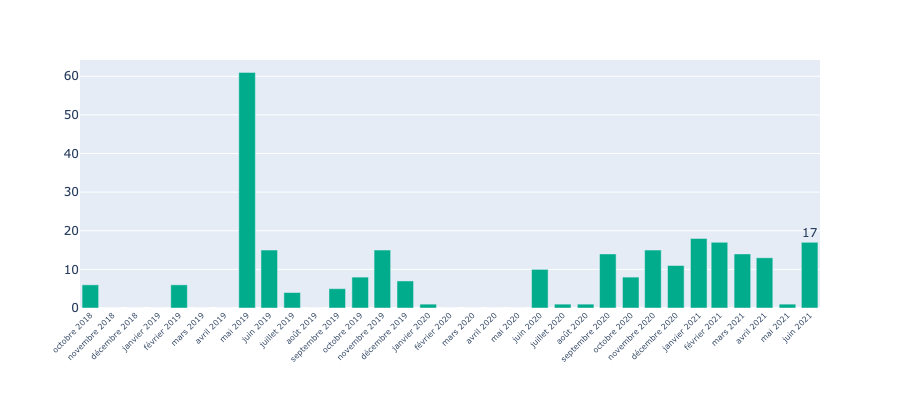 60
50
40
30
20
10
0
17
octobre 2018
novembre 2018
décembre 2018
janvier 2019
février 2019
mars 2019
avril 2019
mai 2019
juin 2019
juillet 2019
août 2019
septembre 2019
octobre 2019
novembre 2019
décembre 2019
janvier 2020
février 2020
mars 2020
avril 2020
mai 2020
juin 2020
juillet 2020
août 2020
septembre 2020
octobre 2020
novembre 2020
décembre 2020
janvier 2021
février 2021
mars 2021
avril 2021
mai 2021
juin 2021